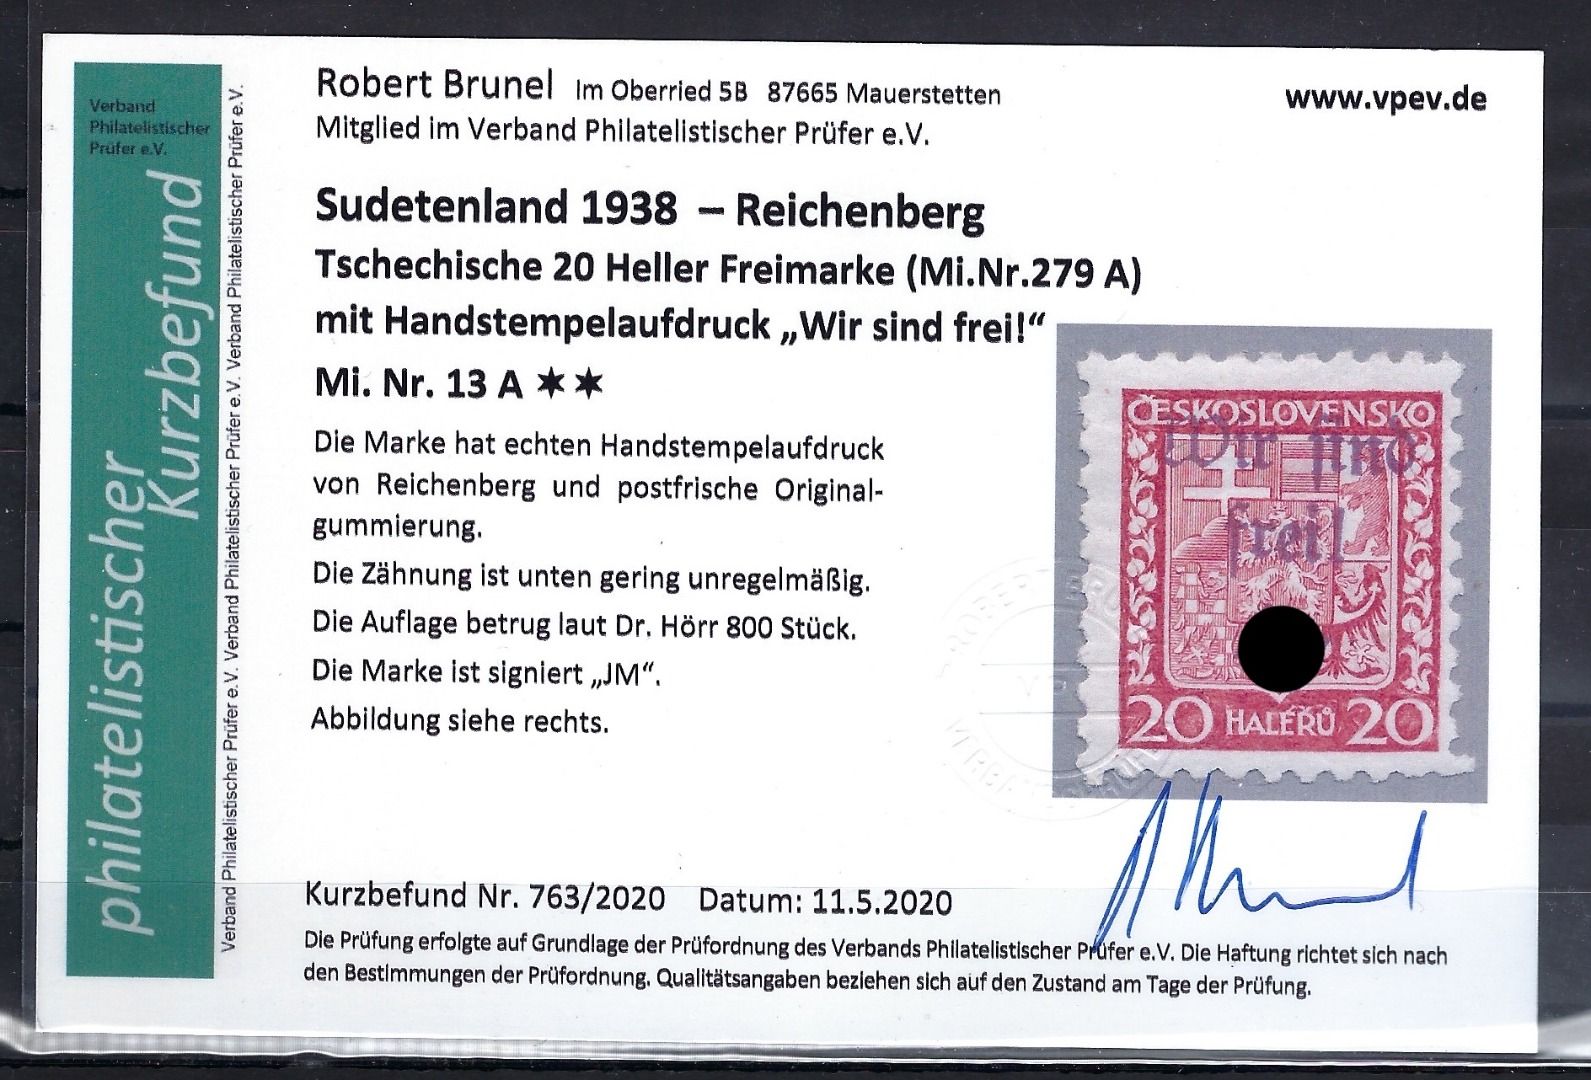 Verband
Philatelistischer
Prüfer e.V.
philatelistischer
Kurzbefund
Verband Philatelistischer Prüfer e.V. Verband Philatelistischer Prüfer e.V. Verband Philatelistischer Prüfer e.V. Verband Philatelistischer Prüfer e.V.
Robert Brunel Im Oberried 5B 87665 Mauerstetten
www.vpev.de
Mitglied im Verband Philatelistischer Prüfer e.V.
Sudetenland 1938 – Reichenberg
Tschechische 20 Heller Freimarke (Mi.Nr.279 A)
mit Handstempelaufdruck „Wir sind frei!“
Mi. Nr. 13 A ✶✶
Die Marke hat echten Handstempelaufdruck
von Reichenberg und postfrische Original-
gummierung.
Die Zähnung ist unten gering unregelmäßig.
Die Auflage betrug laut Dr. Hörr 800 Stück.
Die Marke ist signiert „JM“.
Abbildung siehe rechts.
ČESKOSLOVENSKO
Wir sind
frei!
20 HALÉŘŮ 20
Kurzbefund Nr. 763/2020 Datum: 11.5.2020
Die Prüfung erfolgte auf Grundlage der Prüfordnung des Verbands Philatelistischer Prüfer e.V. Die Haftung richtet sich nach
den Bestimmungen der Prüfordnung. Qualitätsangaben beziehen sich auf den Zustand am Tage der Prüfung.